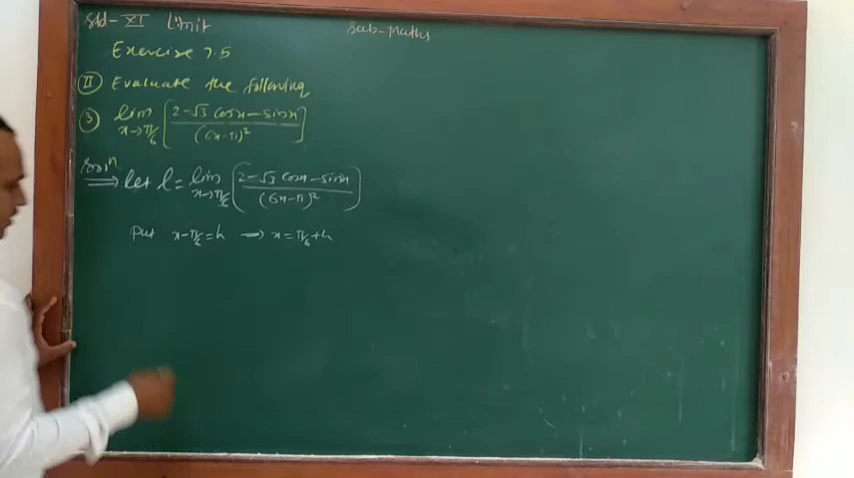 Std-XI Limit Sub-Maths
Exercise 7.5
II Evaluate the following
3) lim x→π/6 [ (2-√3 cosx-sinx) / (6x-π)² ]
Solⁿ
⇒ let l = lim x→π/6 [ (2-√3 cosx-sinx) / (6x-π)² ]
Put x-π/6=h → x=π/6+h